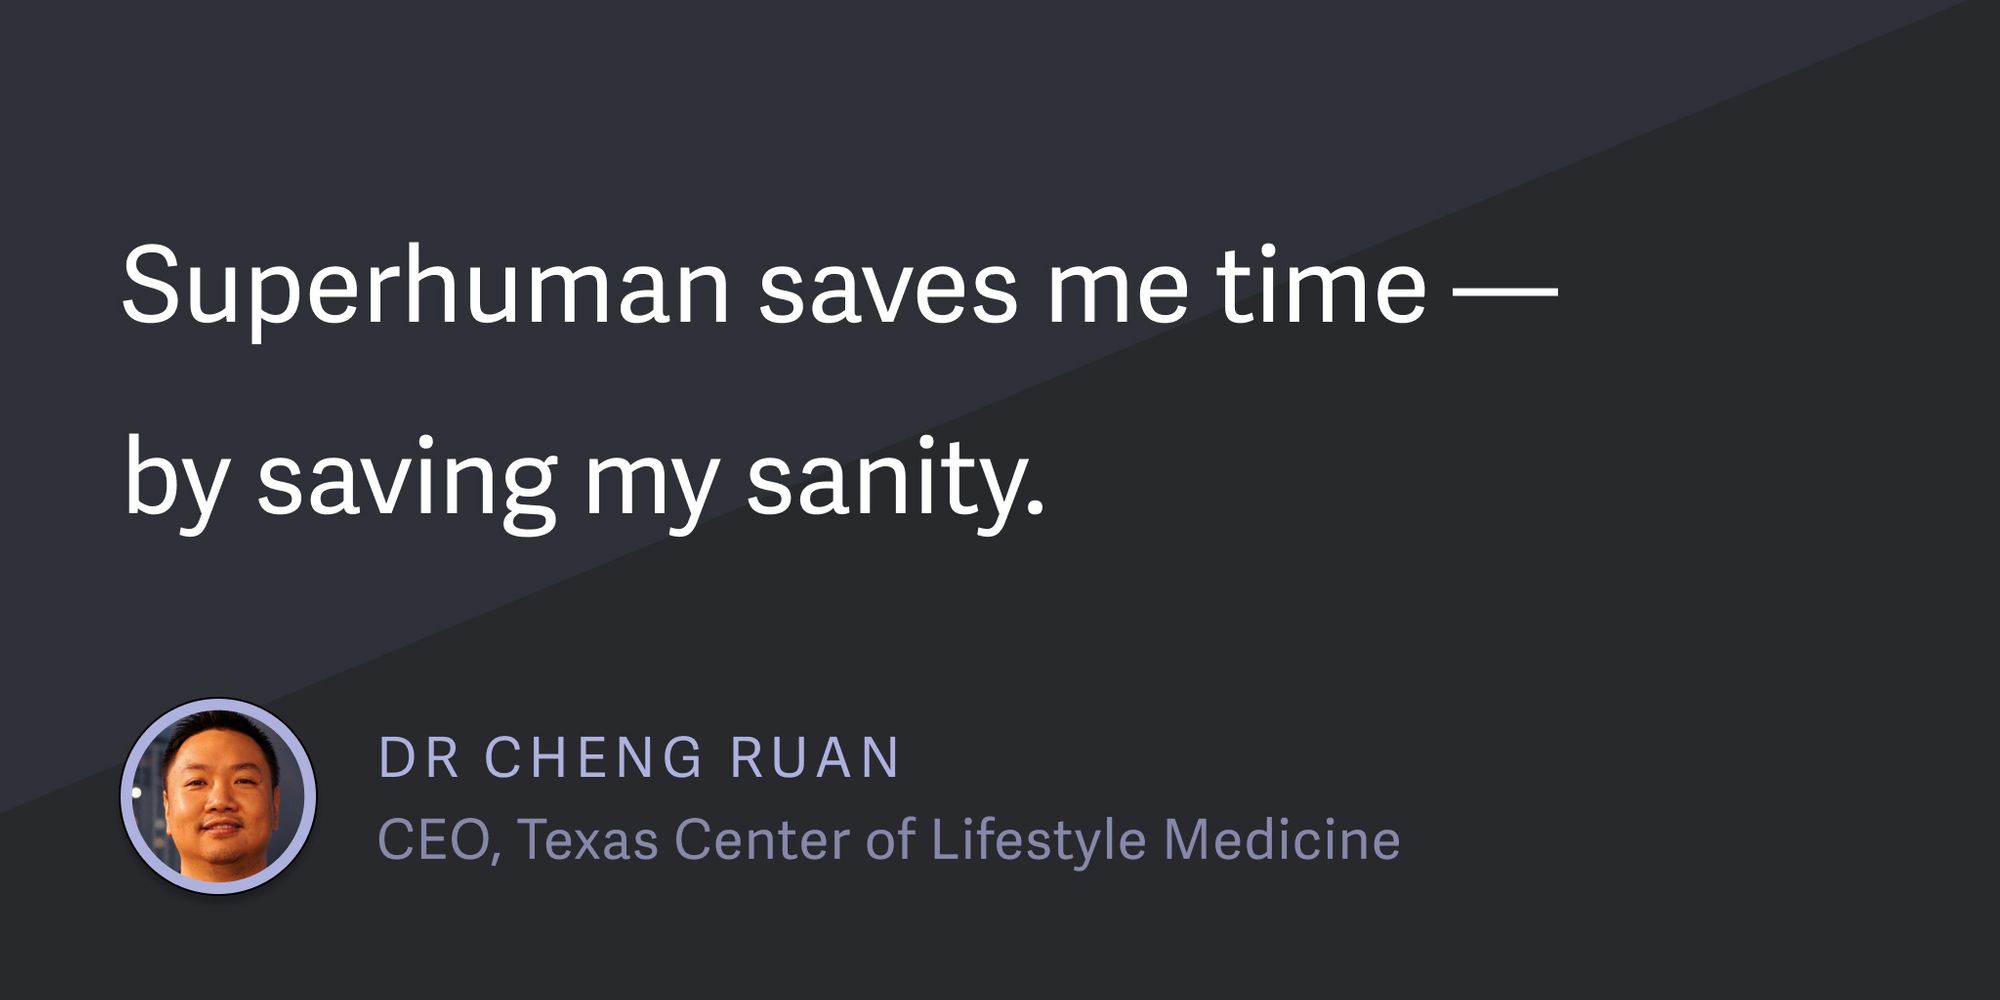 Superhuman saves me time —
by saving my sanity.
DR CHENG RUAN
CEO, Texas Center of Lifestyle Medicine